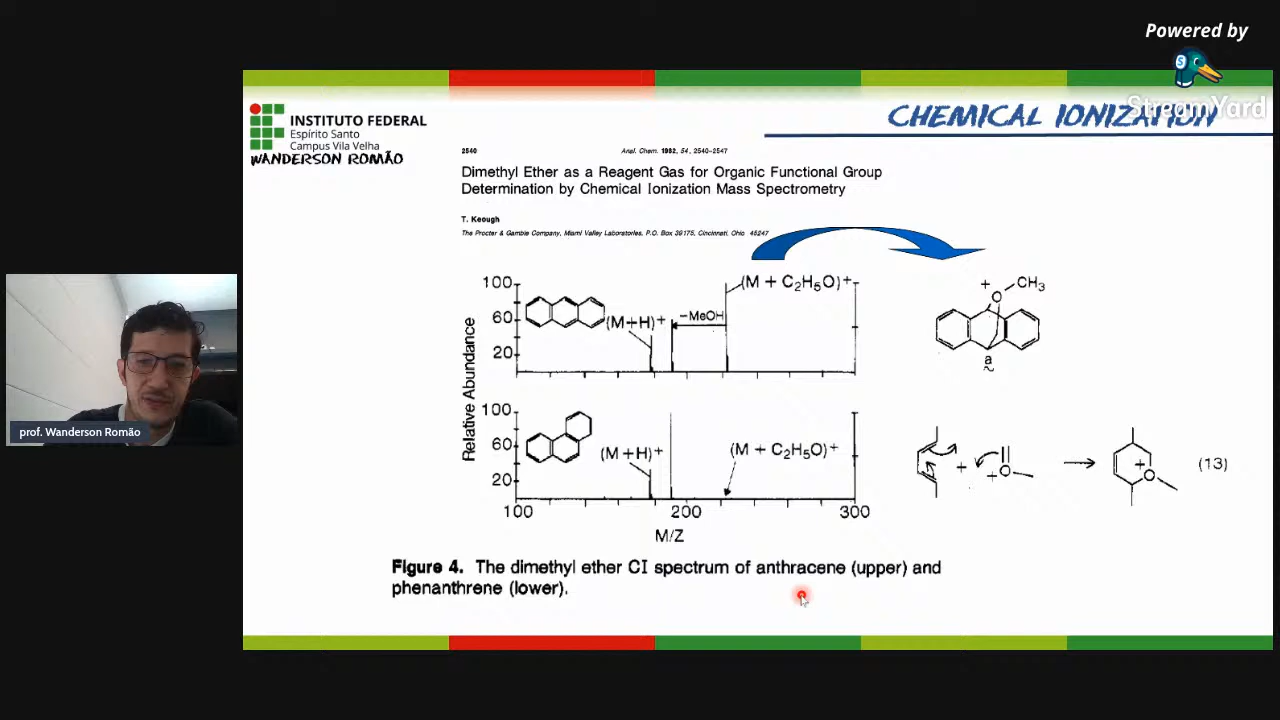 Powered by
StreamYard
INSTITUTO FEDERAL
Espírito Santo
Campus Vila Velha
WANDERSON ROMÃO
CHEMICAL IONIZATION
2540
Anal. Chem. 1982, 54, 2540-2547
Dimethyl Ether as a Reagent Gas for Organic Functional Group
Determination by Chemical Ionization Mass Spectrometry
T. Keough
The Procter & Gamble Company, Miami Valley Laboratories, P.O. Box 39175, Cincinnati, Ohio 45247
Relative Abundance
100
60
20
(M+H)+
-MeOH
(M + C2H5O)+
+
O
CH3
a
~
100
60
20
(M+H)+
(M + C2H5O)+
100
200
300
M/Z
+
+
O
+
O
(13)
Figure 4. The dimethyl ether CI spectrum of anthracene (upper) and
phenanthrene (lower).
prof. Wanderson Romão